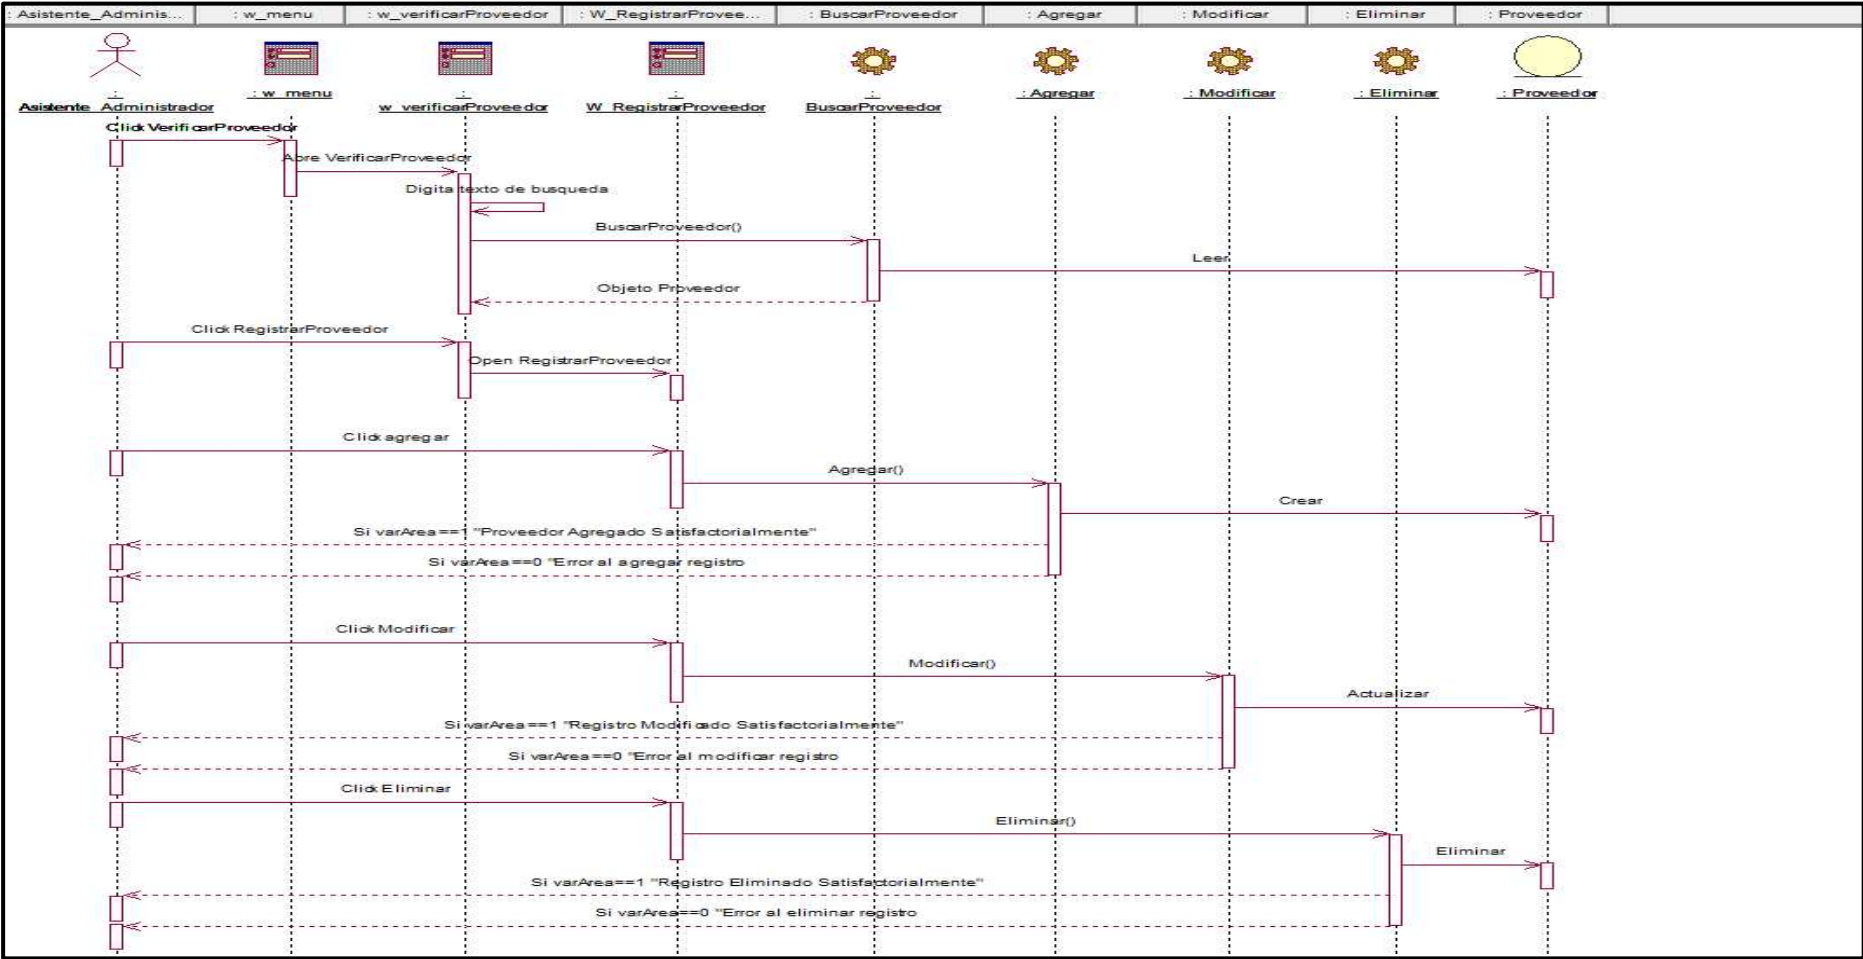 : Asistente_Adminis...
: w_menu
: w_verificarProveedor
: W_RegistrarProvee...
: BuscarProveedor
: Agregar
: Modificar
: Eliminar
: Proveedor
:
Asistente_Administrador
: w_menu
:
w_verificarProveedor
:
W_RegistrarProveedor
:
BuscarProveedor
: Agregar
: Modificar
: Eliminar
: Proveedor
Click VerificarProveedor
Abre VerificarProveedor
Digita texto de busqueda
BuscarProveedor()
Leer
Objeto Proveedor
Click RegistrarProveedor
Open RegistrarProveedor
Click agregar
Agregar()
Crear
Si varArea==1 "Proveedor Agregado Satisfactorialmente"
Si varArea==0 "Error al agregar registro
Click Modificar
Modificar()
Actualizar
Si varArea==1 "Registro Modificado Satisfactorialmente"
Si varArea==0 "Error al modificar registro
Click Eliminar
Eliminar()
Eliminar
Si varArea==1 "Registro Eliminado Satisfactorialmente"
Si varArea==0 "Error al eliminar registro